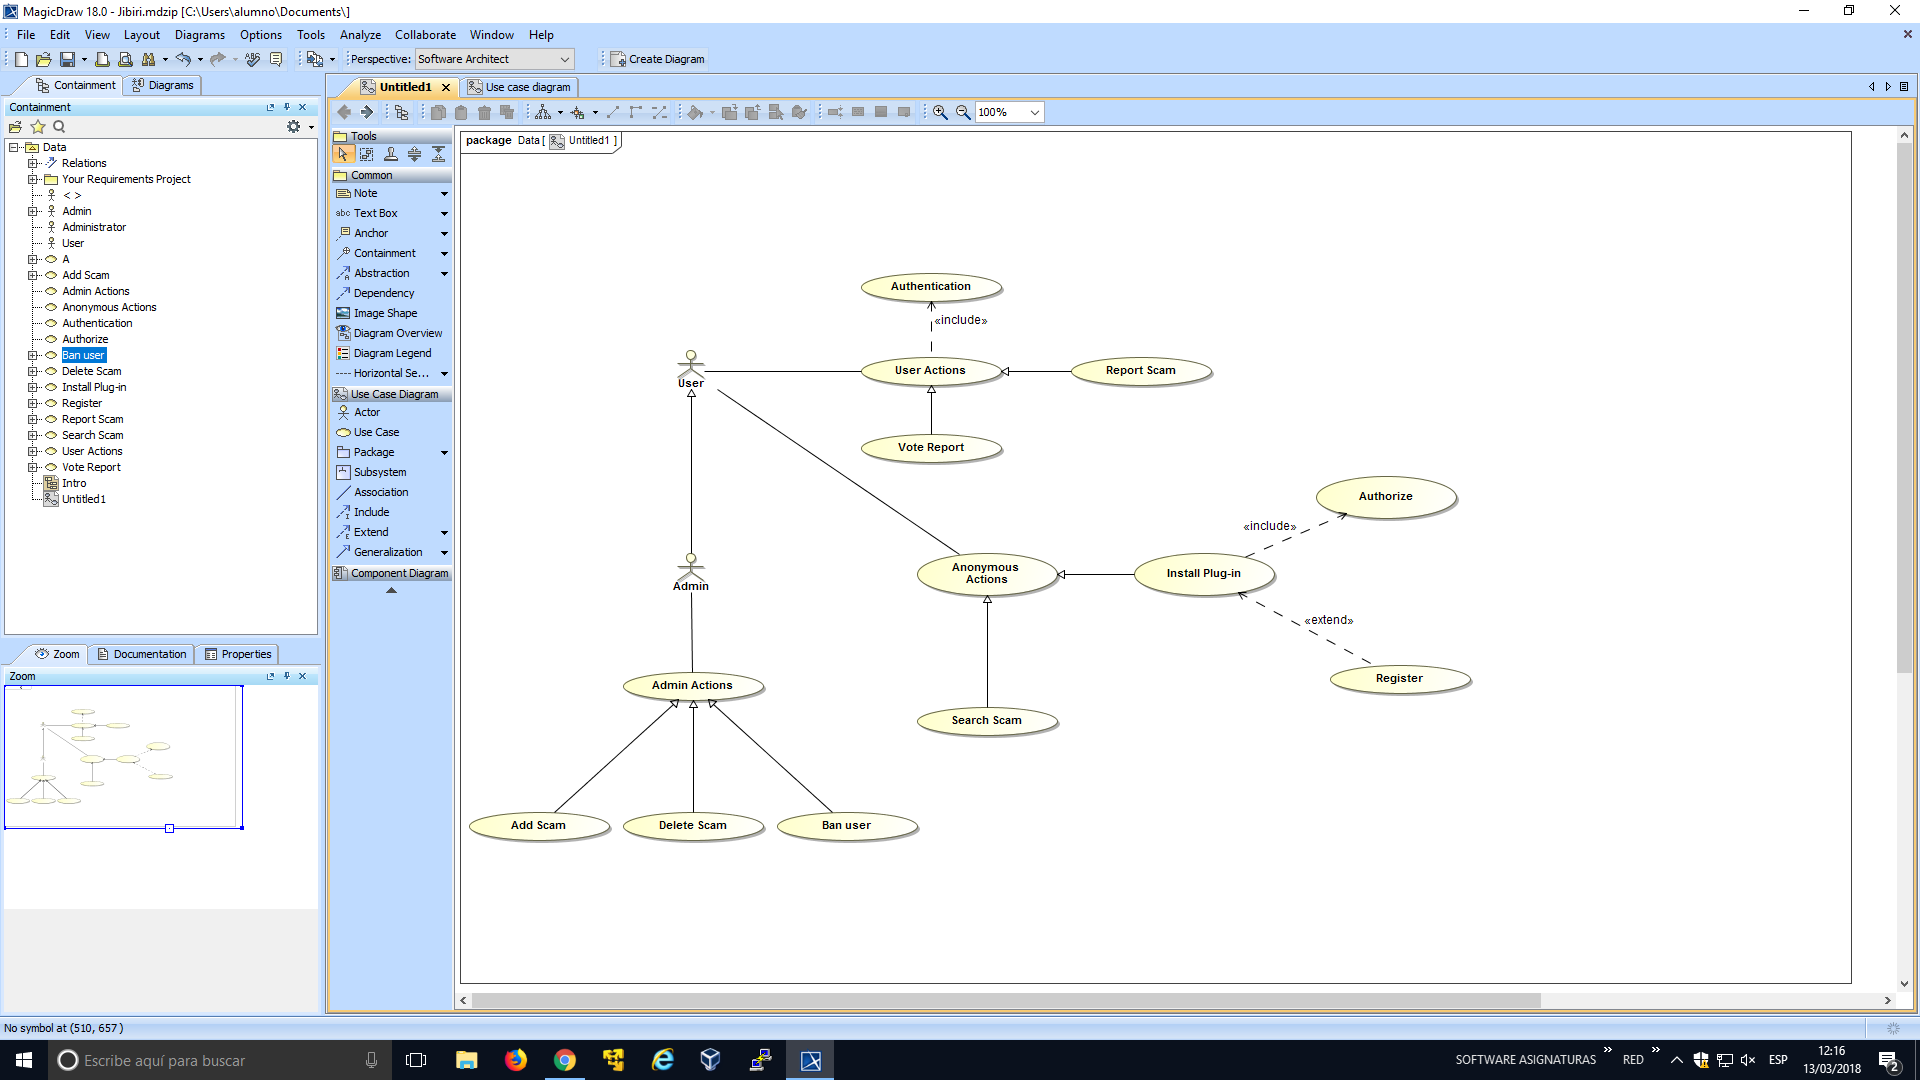 MagicDraw 18.0 - Jibiri.mdzip [C:\Users\alumno\Documents\]
File Edit View Layout Diagrams Options Tools Analyze Collaborate Window Help
Perspective: Software Architect Create Diagram
Containment Diagrams
Containment
Data
Relations
Your Requirements Project
< >
Admin
Administrator
User
A
Add Scam
Admin Actions
Anonymous Actions
Authentication
Authorize
Ban user
Delete Scam
Install Plug-in
Register
Report Scam
Search Scam
User Actions
Vote Report
Intro
Untitled1
Zoom Documentation Properties
Zoom
Untitled1 Use case diagram
100%
Tools
Common
Note
abc Text Box
Anchor
Containment
Abstraction
Dependency
Image Shape
Diagram Overview
Diagram Legend
Horizontal Se...
Use Case Diagram
Actor
Use Case
Package
Subsystem
Association
Include
Extend
Generalization
Component Diagram
package Data [ Untitled1 ]
Authentication
«include»
User
User Actions
Report Scam
Vote Report
Authorize
«include»
Anonymous
Actions
Install Plug-in
Admin
«extend»
Register
Admin Actions
Search Scam
Add Scam
Delete Scam
Ban user
No symbol at (510, 657 )
Escribe aquí para buscar
SOFTWARE ASIGNATURAS » RED » ESP
12:16
13/03/2018
2